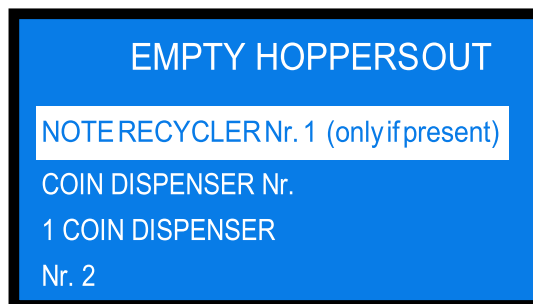 EMPTY HOPPERSOUT
NOTE RECYCLER Nr. 1 (only if present)
COIN DISPENSER Nr.
1 COIN DISPENSER
Nr. 2